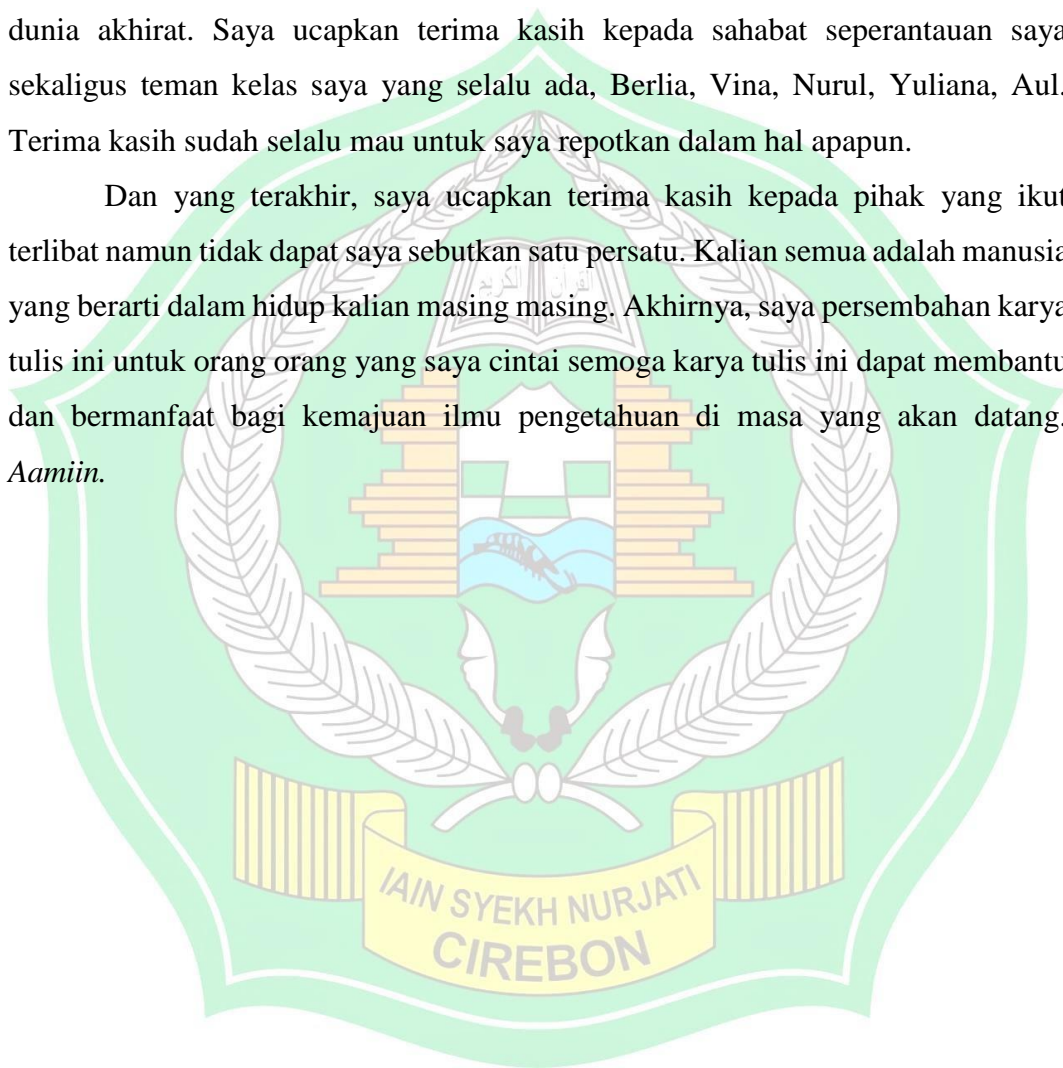 dunia akhirat. Saya ucapkan terima kasih kepada sahabat seperantauan saya
sekaligus teman kelas saya yang selalu ada, Berlia, Vina, Nurul, Yuliana, Aul.
Terima kasih sudah selalu mau untuk saya repotkan dalam hal apapun.
Dan yang terakhir, saya ucapkan terima kasih kepada pihak yang ikut
terlibat namun tidak dapat saya sebutkan satu persatu. Kalian semua adalah manusia
yang berarti dalam hidup kalian masing masing. Akhirnya, saya persembahan karya
tulis ini untuk orang orang yang saya cintai semoga karya tulis ini dapat membantu
dan bermanfaat bagi kemajuan ilmu pengetahuan di masa yang akan datang.
Aamiin.
القرآن الكريم
IAIN SYEKH NURJATI
CIREBON